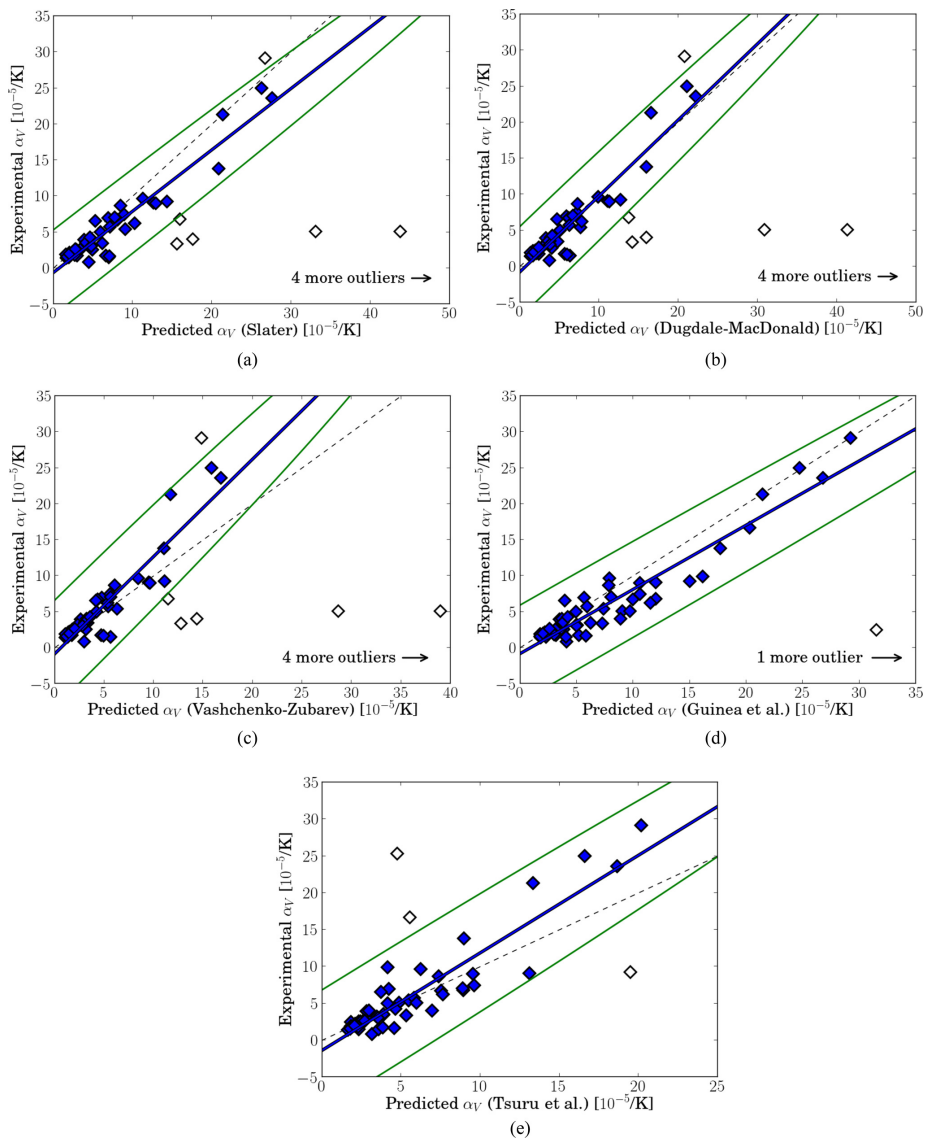 35
30
25
20
15
10
5
0
−5
Experimental αV [10−5/K]
0 10 20 30 40 50
4 more outliers
Predicted αV (Slater) [10−5/K]
(a)
35
30
25
20
15
10
5
0
−5
Experimental αV [10−5/K]
0 10 20 30 40 50
4 more outliers
Predicted αV (Dugdale-MacDonald) [10−5/K]
(b)
35
30
25
20
15
10
5
0
−5
Experimental αV [10−5/K]
0 5 10 15 20 25 30 35 40
4 more outliers
Predicted αV (Vashchenko-Zubarev) [10−5/K]
(c)
35
30
25
20
15
10
5
0
−5
Experimental αV [10−5/K]
0 5 10 15 20 25 30 35
1 more outlier
Predicted αV (Guinea et al.) [10−5/K]
(d)
35
30
25
20
15
10
5
0
−5
Experimental αV [10−5/K]
0 5 10 15 20 25
Predicted αV (Tsuru et al.) [10−5/K]
(e)